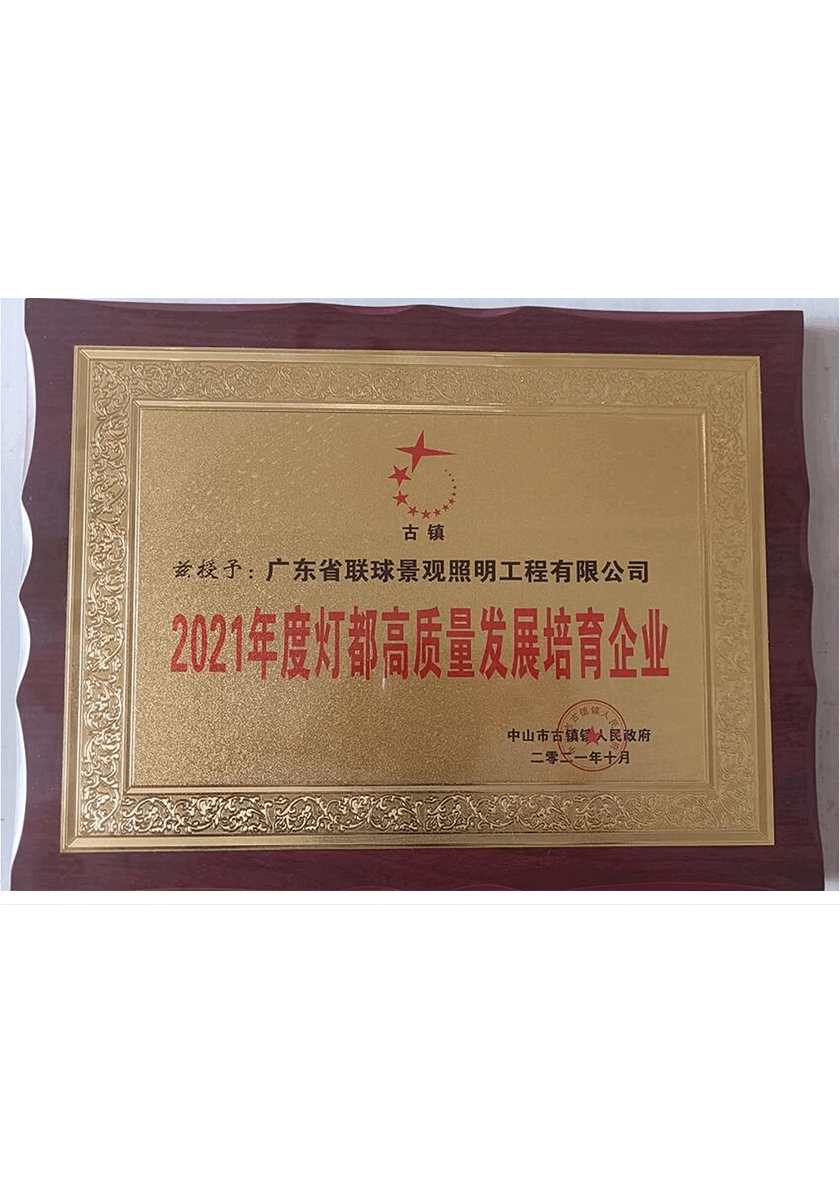 古镇
兹授予：广东省联球景观照明工程有限公司
2021年度灯都高质量发展培育企业
中山市古镇镇人民政府
二零二一年十月